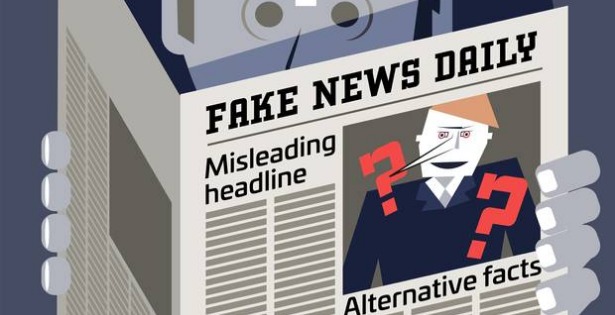 FAKE NEWS DAILY
Misleading
headline
? ?
Alternative facts